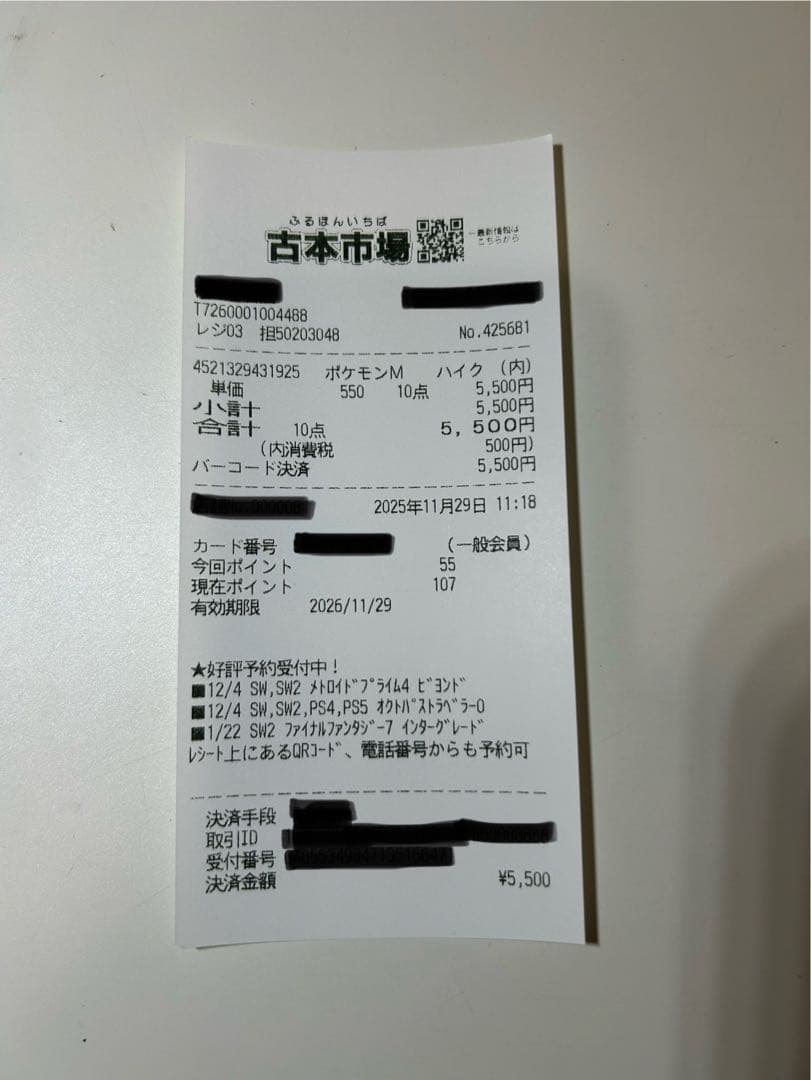 ふるほんいちば
古本市場
最新情報は
こちらから
T7260001004488
レジ03 担50203048 No.425681
4521329431925 ポケモンM ハイク (内)
単価 550 10点 5,500円
小計 5,500円
合計 10点 5,500円
(内消費税 500円)
バーコード決済 5,500円
2025年11月29日 11:18
カード番号 (一般会員)
今回ポイント 55
現在ポイント 107
有効期限 2026/11/29
★好評予約受付中!
■12/4 SW,SW2 ﾒﾄﾛｲﾄﾞﾌﾟﾗｲﾑ4 ﾋﾞﾖﾝﾄﾞ
■12/4 SW,SW2,PS4,PS5 ｵｸﾄﾊﾟｽﾄﾗﾍﾞﾗｰ0
■1/22 SW2 ﾌｧｲﾅﾙﾌｧﾝﾀｼﾞｰ7 ｲﾝﾀｰｸﾞﾚｰﾄﾞ
ﾚｼｰﾄ上にあるQRｺｰﾄﾞ、電話番号からも予約可
決済手段
取引ID
受付番号
決済金額 ¥5,500